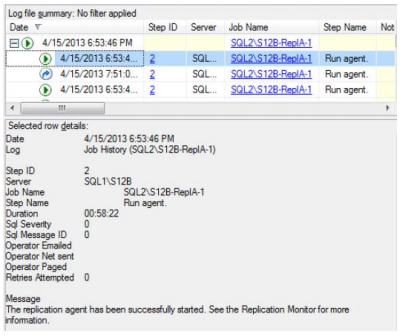 Log file summary: No filter applied
Date Step ID Server Job Name Step Name Not
4/15/2013 6:53:46 PM SQL2\S12B-ReplA-1
4/15/2013 6:53:4... 2 SQL... SQL2\S12B-ReplA-1 Run agent.
4/15/2013 7:51:0... 2 SQL... SQL2\S12B-ReplA-1 Run agent.
4/15/2013 6:53:4... 2 SQL... SQL2\S12B-ReplA-1 Run agent.
Selected row details:
Date 4/15/2013 6:53:46 PM
Log Job History (SQL2\S12B-ReplA-1)
Step ID 2
Server SQL1\S12B
Job Name SQL2\S12B-ReplA-1
Step Name Run agent.
Duration 00:58:22
Sql Severity 0
Sql Message ID 0
Operator Emailed
Operator Net sent
Operator Paged
Retries Attempted 0
Message
The replication agent has been successfully started. See the Replication Monitor for more
information.